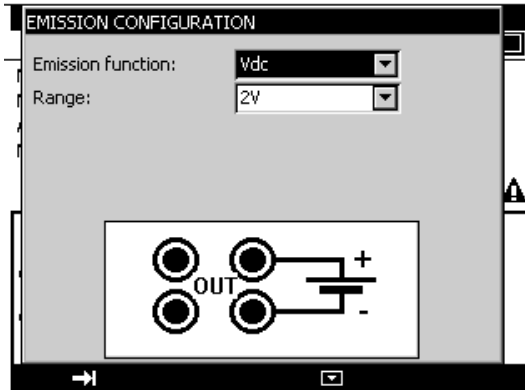 EMISSION CONFIGURATION
Emission function: Vdc
Range: 2V
OUT
+
-